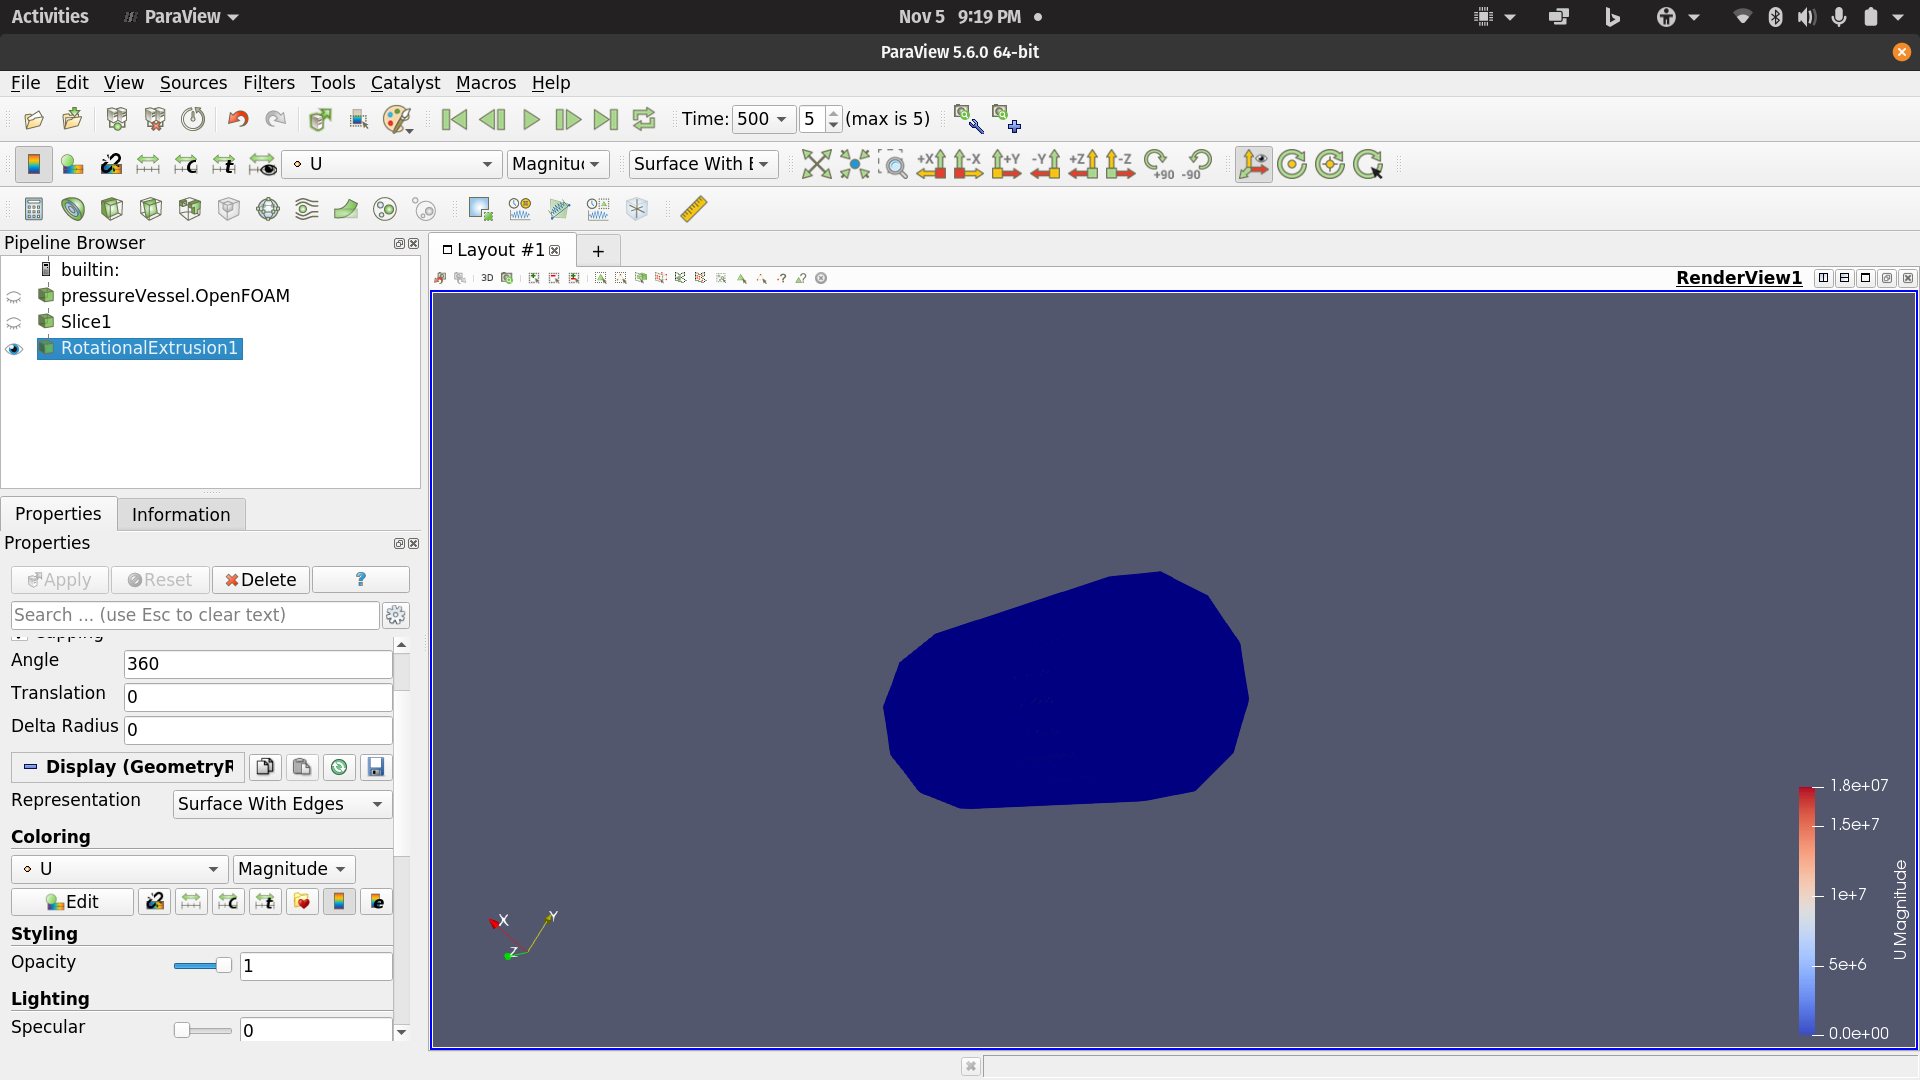 Activities
ParaView
Nov 5 9:19 PM
ParaView 5.6.0 64-bit
File Edit View Sources Filters Tools Catalyst Macros Help
Time: 500 5 (max is 5)
U Magnitu Surface With E +X -X +Y -Y +Z -Z +90 -90
Pipeline Browser
builtin:
pressureVessel.OpenFOAM
Slice1
RotationalExtrusion1
Layout #1 +
3D
RenderView1
Properties Information
Properties
Apply Reset Delete ?
Search ... (use Esc to clear text)
Angle 360
Translation 0
Delta Radius 0
Display (GeometryR
Representation Surface With Edges
Coloring
U Magnitude
Edit
Styling
Opacity 1
Lighting
Specular 0
X Y Z
1.8e+07
1.5e+7
1e+7
5e+6
0.0e+00
U Magnitude